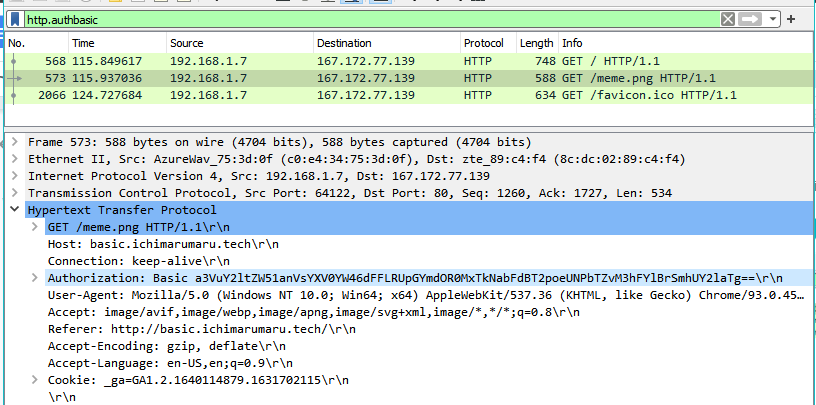 http.authbasic
No. Time Source Destination Protocol Length Info
568 115.849617 192.168.1.7 167.172.77.139 HTTP 748 GET / HTTP/1.1
573 115.937036 192.168.1.7 167.172.77.139 HTTP 588 GET /meme.png HTTP/1.1
2066 124.727684 192.168.1.7 167.172.77.139 HTTP 634 GET /favicon.ico HTTP/1.1
Frame 573: 588 bytes on wire (4704 bits), 588 bytes captured (4704 bits)
Ethernet II, Src: AzureWav_75:3d:0f (c0:e4:34:75:3d:0f), Dst: zte_89:c4:f4 (8c:dc:02:89:c4:f4)
Internet Protocol Version 4, Src: 192.168.1.7, Dst: 167.172.77.139
Transmission Control Protocol, Src Port: 64122, Dst Port: 80, Seq: 1260, Ack: 1727, Len: 534
Hypertext Transfer Protocol
GET /meme.png HTTP/1.1\r\n
Host: basic.ichimarumaru.tech\r\n
Connection: keep-alive\r\n
Authorization: Basic a3VuY2ltZW51anVsYXV0YW46dFFLRUpGYmdOR0MxTkNabFdBT2poeUNPbTZvM3hFYlBrSmhUY2laTg==\r\n
User-Agent: Mozilla/5.0 (Windows NT 10.0; Win64; x64) AppleWebKit/537.36 (KHTML, like Gecko) Chrome/93.0.45…
Accept: image/avif,image/webp,image/apng,image/svg+xml,image/*,*/*;q=0.8\r\n
Referer: http://basic.ichimarumaru.tech/\r\n
Accept-Encoding: gzip, deflate\r\n
Accept-Language: en-US,en;q=0.9\r\n
Cookie: _ga=GA1.2.1640114879.1631702115\r\n
\r\n